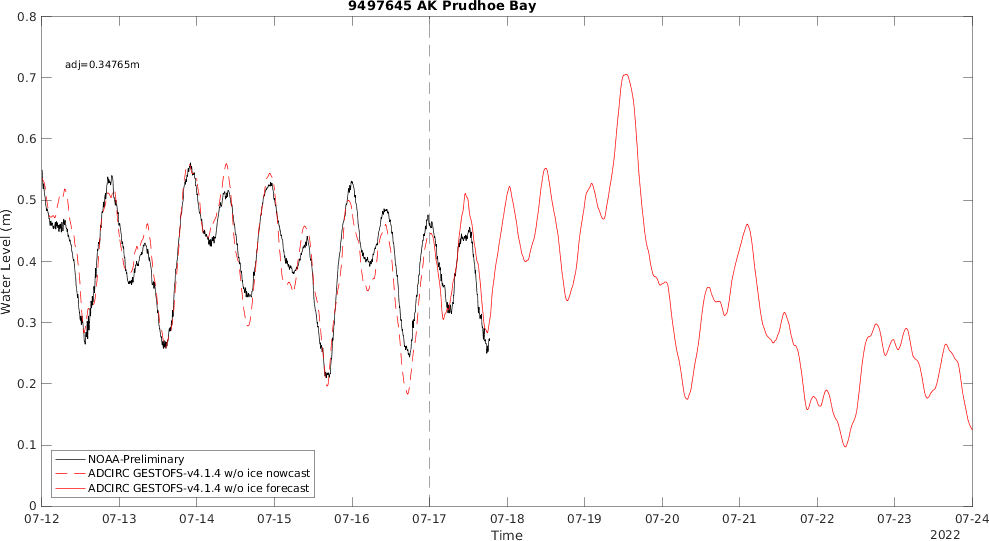 9497645 AK Prudhoe Bay
adj=0.34765m
Water Level (m)
0.8
0.7
0.6
0.5
0.4
0.3
0.2
0.1
0
NOAA-Preliminary
ADCIRC GESTOFS-v4.1.4 w/o ice nowcast
ADCIRC GESTOFS-v4.1.4 w/o ice forecast
07-12 07-13 07-14 07-15 07-16 07-17 07-18 07-19 07-20 07-21 07-22 07-23 07-24
Time
2022